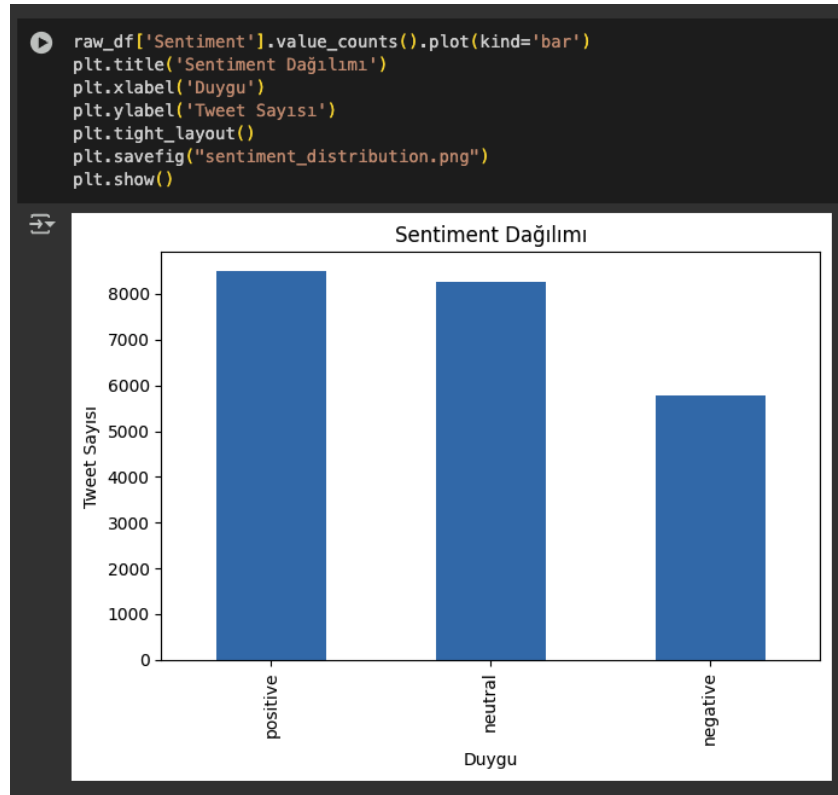 raw_df['Sentiment'].value_counts().plot(kind='bar')
plt.title('Sentiment Dağılımı')
plt.xlabel('Duygu')
plt.ylabel('Tweet Sayısı')
plt.tight_layout()
plt.savefig("sentiment_distribution.png")
plt.show()
Sentiment Dağılımı
8000
7000
6000
5000
4000
3000
2000
1000
0
Tweet Sayısı
positive
neutral
negative
Duygu